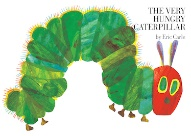 THE VERY
HUNGRY
CATERPILLAR
by Eric Carle